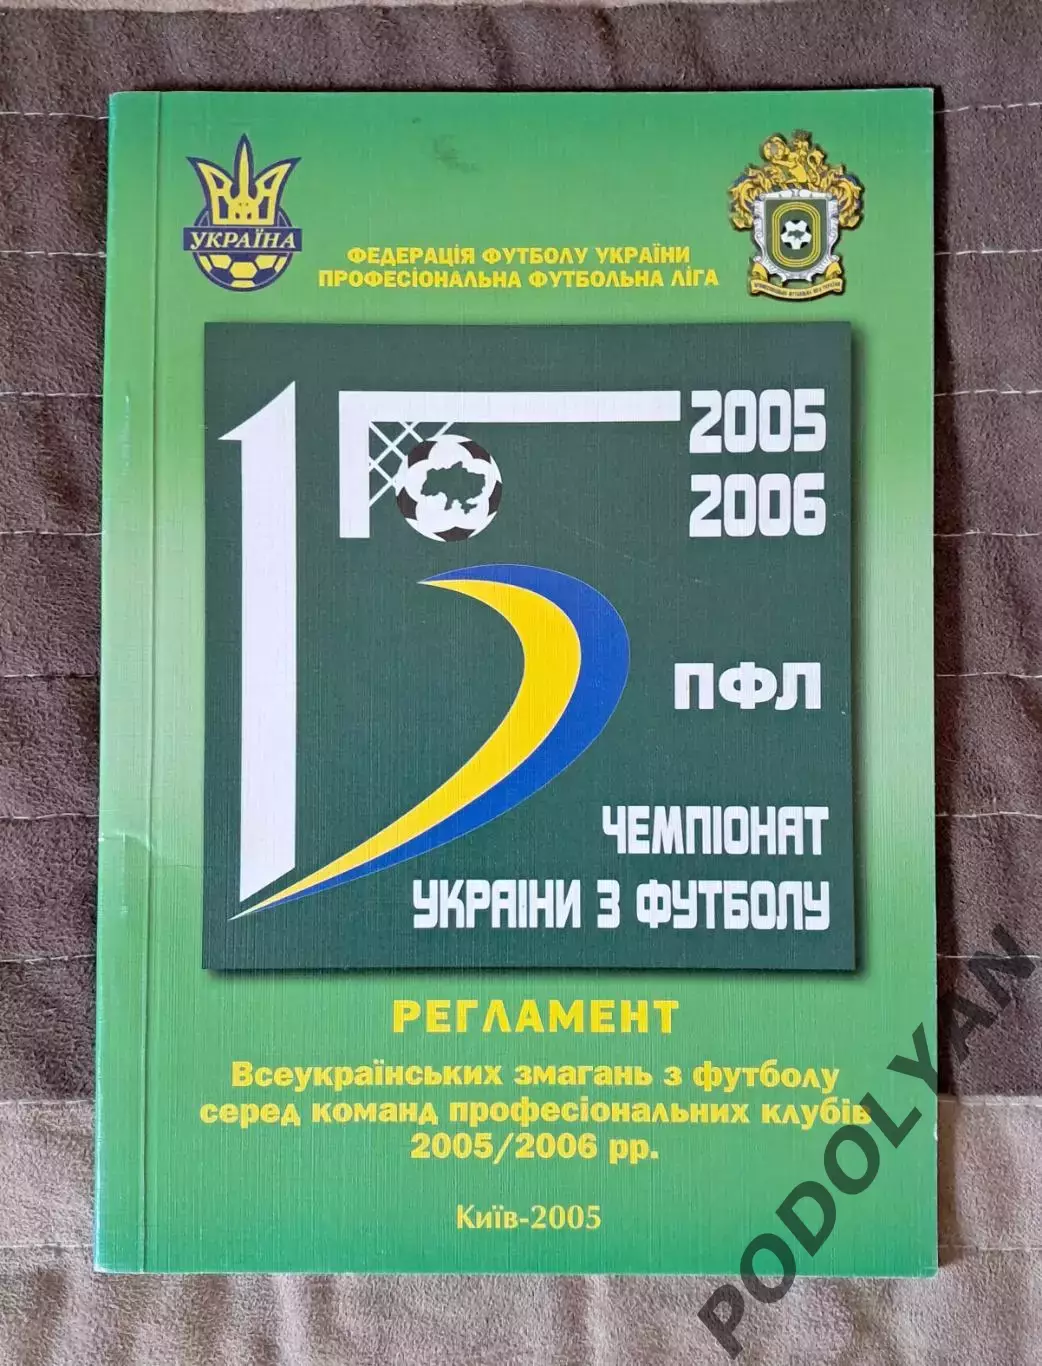 УКРАЇНА
ФЕДЕРАЦІЯ ФУТБОЛУ УКРАЇНИ
ПРОФЕСІОНАЛЬНА ФУТБОЛЬНА ЛІГА
15
2005
2006
ПФЛ
ЧЕМПІОНАТ
УКРАЇНИ З ФУТБОЛУ
РЕГЛАМЕНТ
Всеукраїнських змагань з футболу
серед команд професіональних клубів
2005/2006 рр.
Київ-2005
PODOLYAN